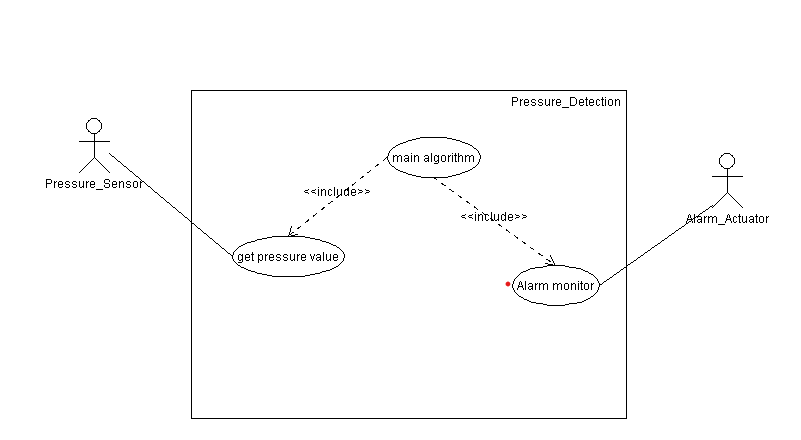 Pressure_Detection
main algorithm
Pressure_Sensor
<<include>>
<<include>>
Alarm_Actuator
get pressure value
Alarm monitor